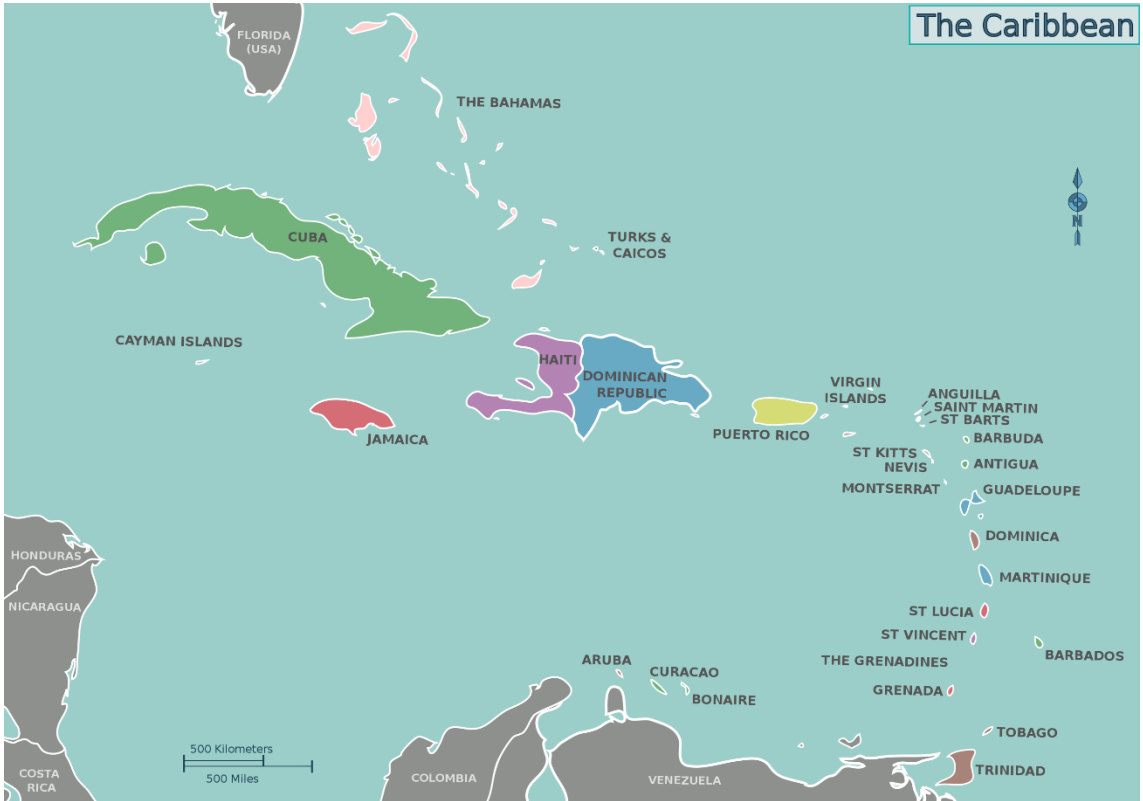 The Caribbean
FLORIDA
(USA)
THE BAHAMAS
N
TURKS &
CAICOS
CUBA
CAYMAN ISLANDS
HAITI
DOMINICAN
REPUBLIC
JAMAICA
PUERTO RICO
VIRGIN
ISLANDS
ANGUILLA
SAINT MARTIN
ST BARTS
BARBUDA
ST KITTS
NEVIS
ANTIGUA
MONTSERRAT
GUADELOUPE
DOMINICA
MARTINIQUE
ST LUCIA
ST VINCENT
BARBADOS
THE GRENADINES
GRENADA
HONDURAS
NICARAGUA
ARUBA
CURACAO
BONAIRE
TOBAGO
TRINIDAD
500 Kilometers
500 Miles
COSTA
RICA
COLOMBIA
VENEZUELA